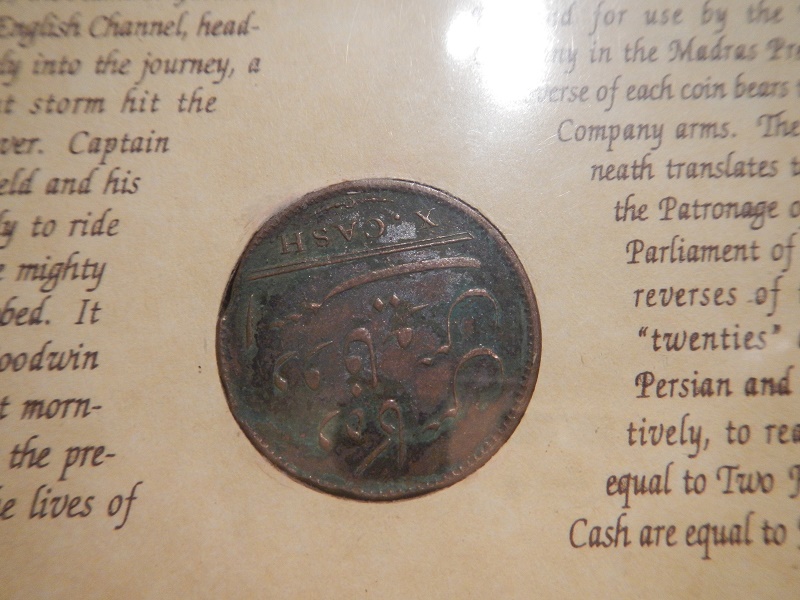 English Channel, head-
ly into the journey, a
t storm hit the
ver. Captain
eld and his
ly to ride
e mighty
bed. It
oodwin
t morn-
the pre-
e lives of
X. CASH
nd for use by the
ny in the Madras Pre
verse of each coin bears
Company arms. The
neath translates t
the Patronage o
Parliament of
reverses of
"twenties"
Persian and
tively, to rea
equal to Two
Cash are equal to